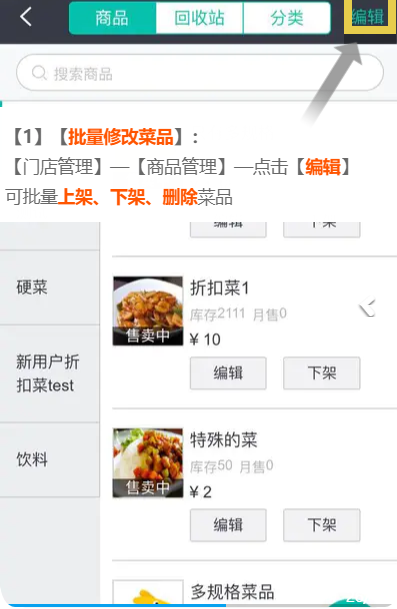 商品 回收站 分类 编辑
搜索商品
【1】【批量修改菜品】:
【门店管理】—【商品管理】—点击【编辑】
可批量上架、下架、删除菜品
编辑 下架
硬菜
折扣菜1
库存2111 月售0
售卖中
¥ 10
新用户折
扣菜test
编辑 下架
特殊的菜
饮料
库存50 月售0
售卖中
¥ 2
编辑 下架
多规格菜品